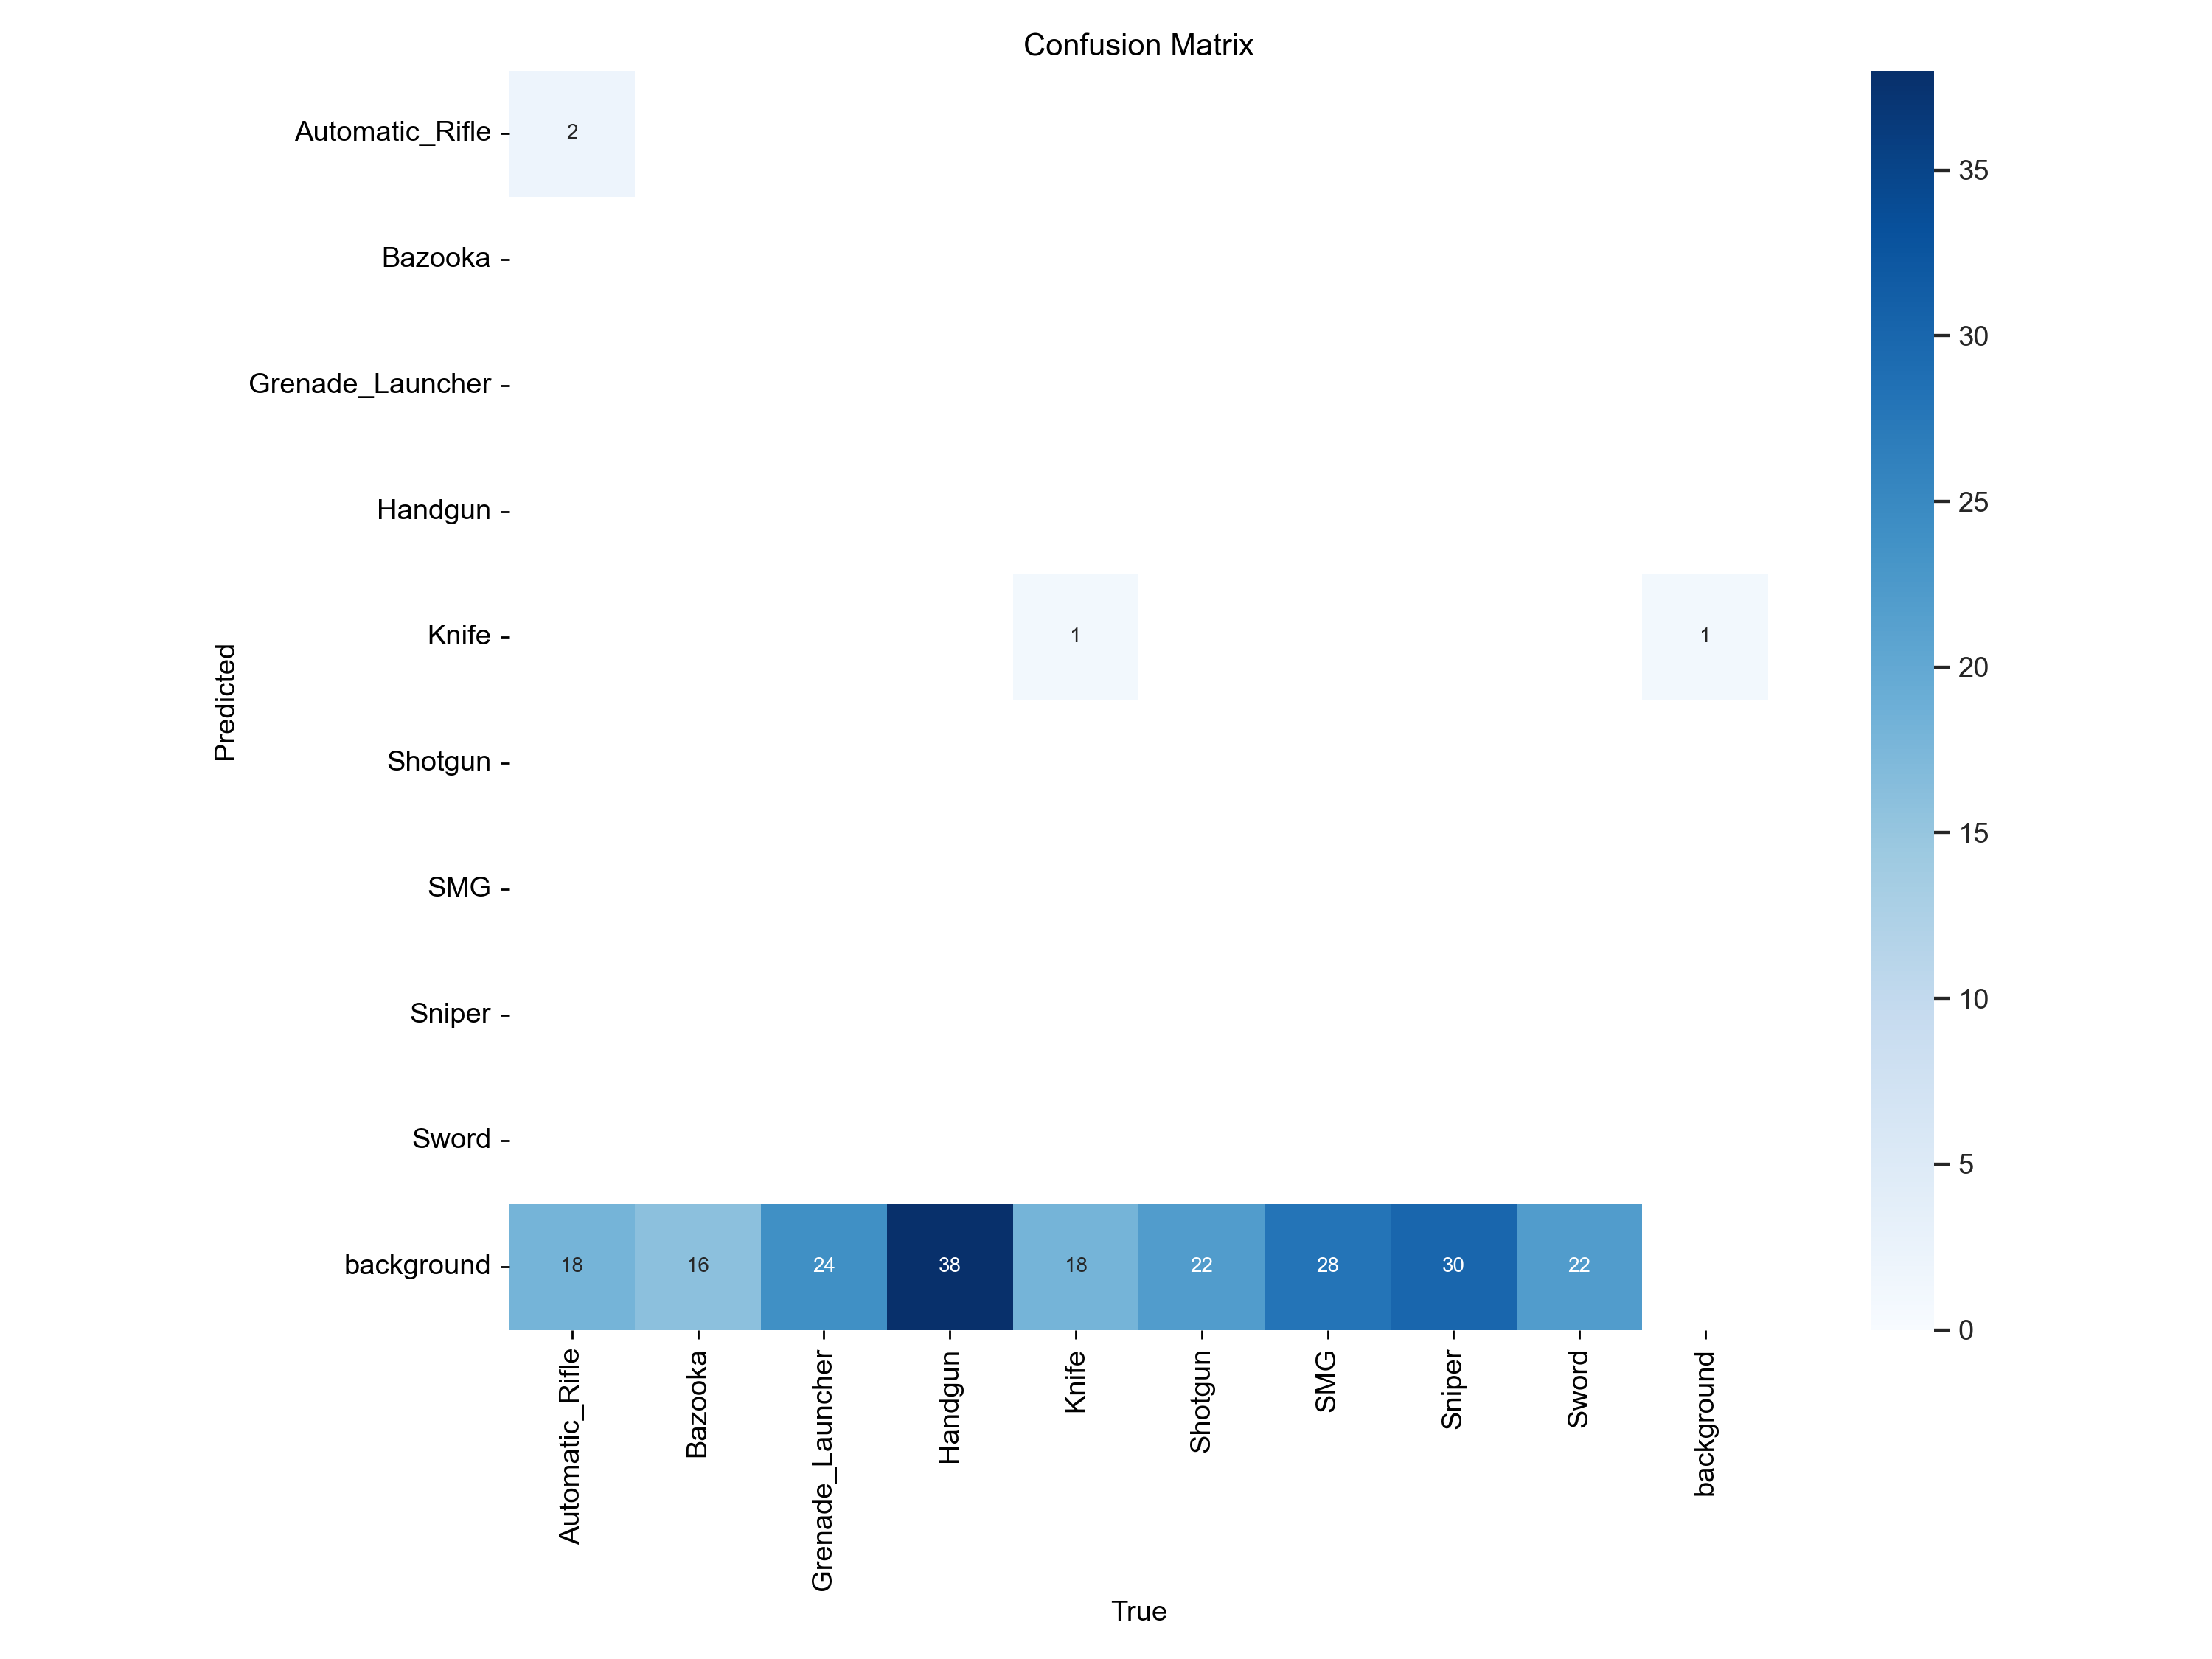 Confusion Matrix
Automatic_Rifle
2
Bazooka
Grenade_Launcher
Handgun
Knife
1
1
Shotgun
SMG
Sniper
Sword
background
18
16
24
38
18
22
28
30
22
Predicted
Automatic_Rifle
Bazooka
Grenade_Launcher
Handgun
Knife
Shotgun
SMG
Sniper
Sword
background
True
35
30
25
20
15
10
5
0